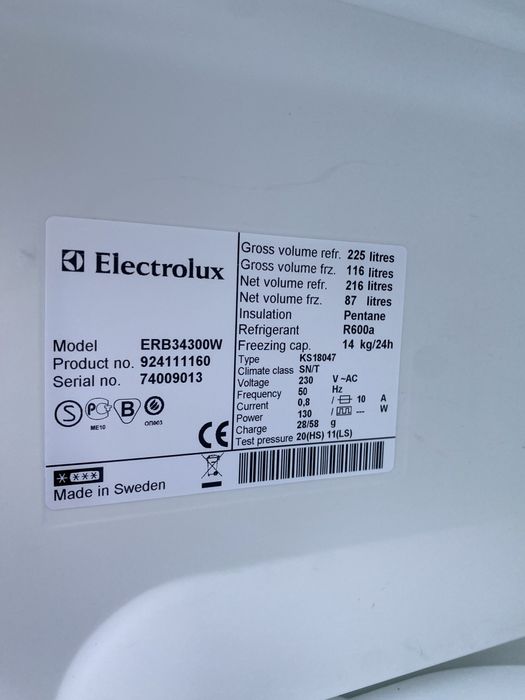 Electrolux
Model ERB34300W
Product no. 924111160
Serial no. 74009013
S PC B
ME10 ОП003
CE
Made in Sweden
Gross volume refr. 225 litres
Gross volume frz. 116 litres
Net volume refr. 216 litres
Net volume frz. 87 litres
Insulation Pentane
Refrigerant R600a
Freezing cap. 14 kg/24h
Type KS18047
Climate class SN/T
Voltage 230 V ~AC
Frequency 50 Hz
Current 0,8 / 10 A
Power 130 / --- W
Charge 28/58 g
Test pressure 20(HS) 11(LS)